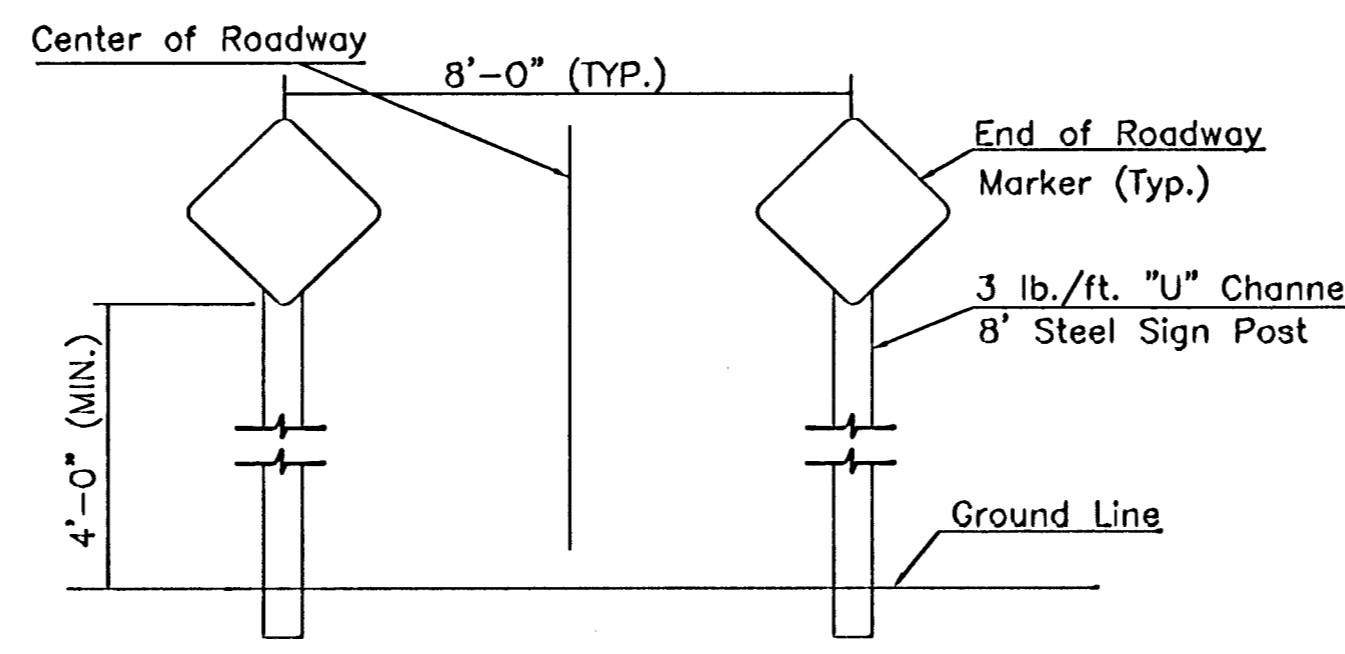 Center of Roadway
8'-0" (TYP.)
End of Roadway
Marker (Typ.)
3 lb./ft. "U" Channe
8' Steel Sign Post
4'-0" (MIN.)
Ground Line